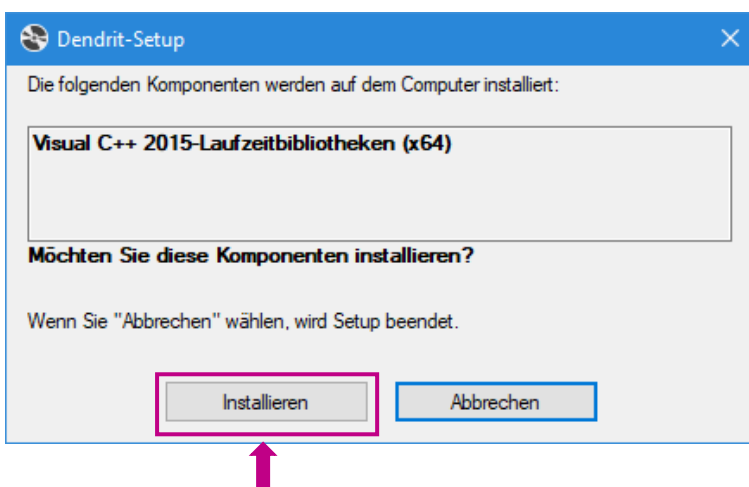 Dendrit-Setup
Die folgenden Komponenten werden auf dem Computer installiert:
Visual C++ 2015-Laufzeitbibliotheken (x64)
Möchten Sie diese Komponenten installieren?
Wenn Sie "Abbrechen" wählen, wird Setup beendet.
Installieren Abbrechen